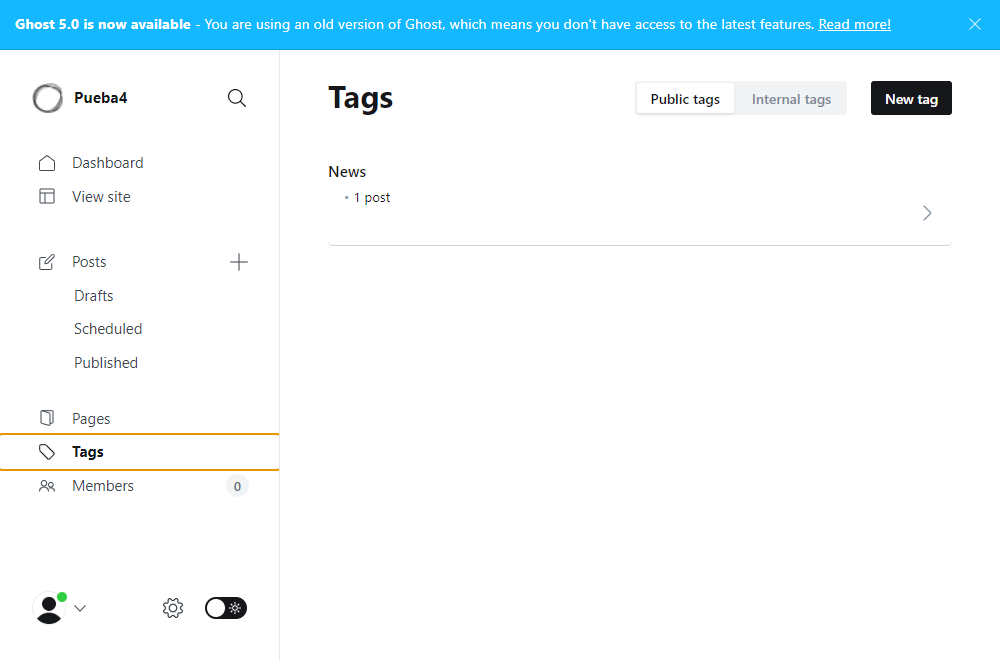 Ghost 5.0 is now available - You are using an old version of Ghost, which means you don't have access to the latest features. Read more!
Pueba4
Dashboard
View site
Posts
Drafts
Scheduled
Published
Pages
Tags
Members 0
Tags
Public tags
Internal tags
New tag
News
• 1 post